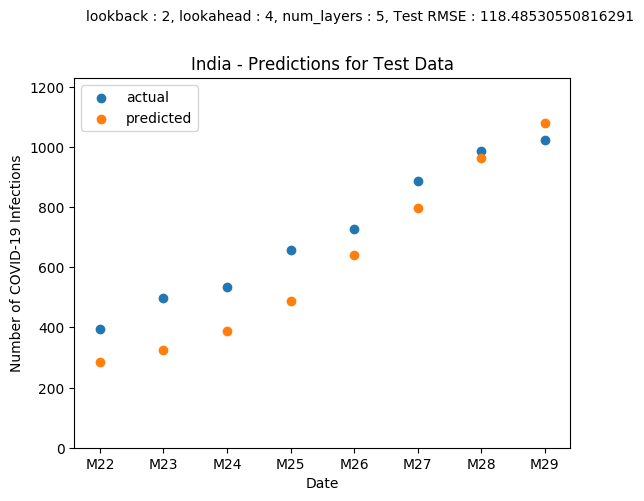 lookback : 2, lookahead : 4, num_layers : 5, Test RMSE : 118.48530550816291
India - Predictions for Test Data
actual
predicted
Number of COVID-19 Infections
1200
1000
800
600
400
200
0
M22 M23 M24 M25 M26 M27 M28 M29
Date